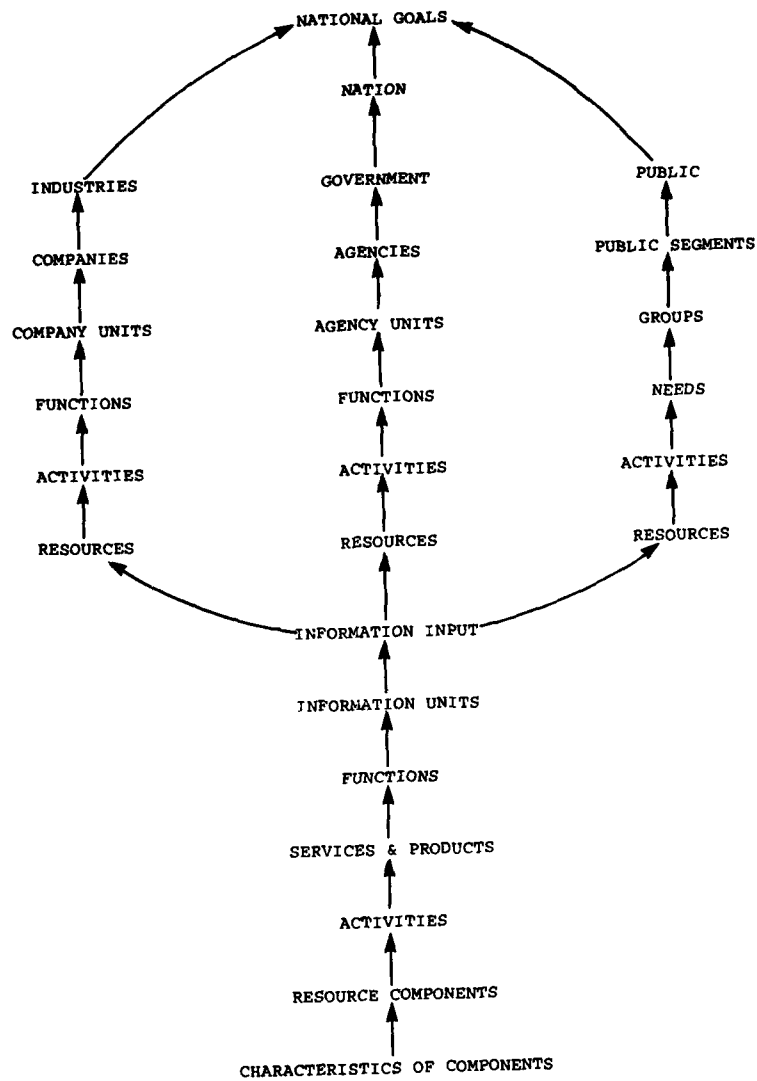 NATIONAL GOALS
NATION
INDUSTRIES
GOVERNMENT
PUBLIC
COMPANIES
AGENCIES
PUBLIC SEGMENTS
COMPANY UNITS
AGENCY UNITS
GROUPS
FUNCTIONS
FUNCTIONS
NEEDS
ACTIVITIES
ACTIVITIES
ACTIVITIES
RESOURCES
RESOURCES
RESOURCES
INFORMATION INPUT
INFORMATION UNITS
FUNCTIONS
SERVICES & PRODUCTS
ACTIVITIES
RESOURCE COMPONENTS
CHARACTERISTICS OF COMPONENTS